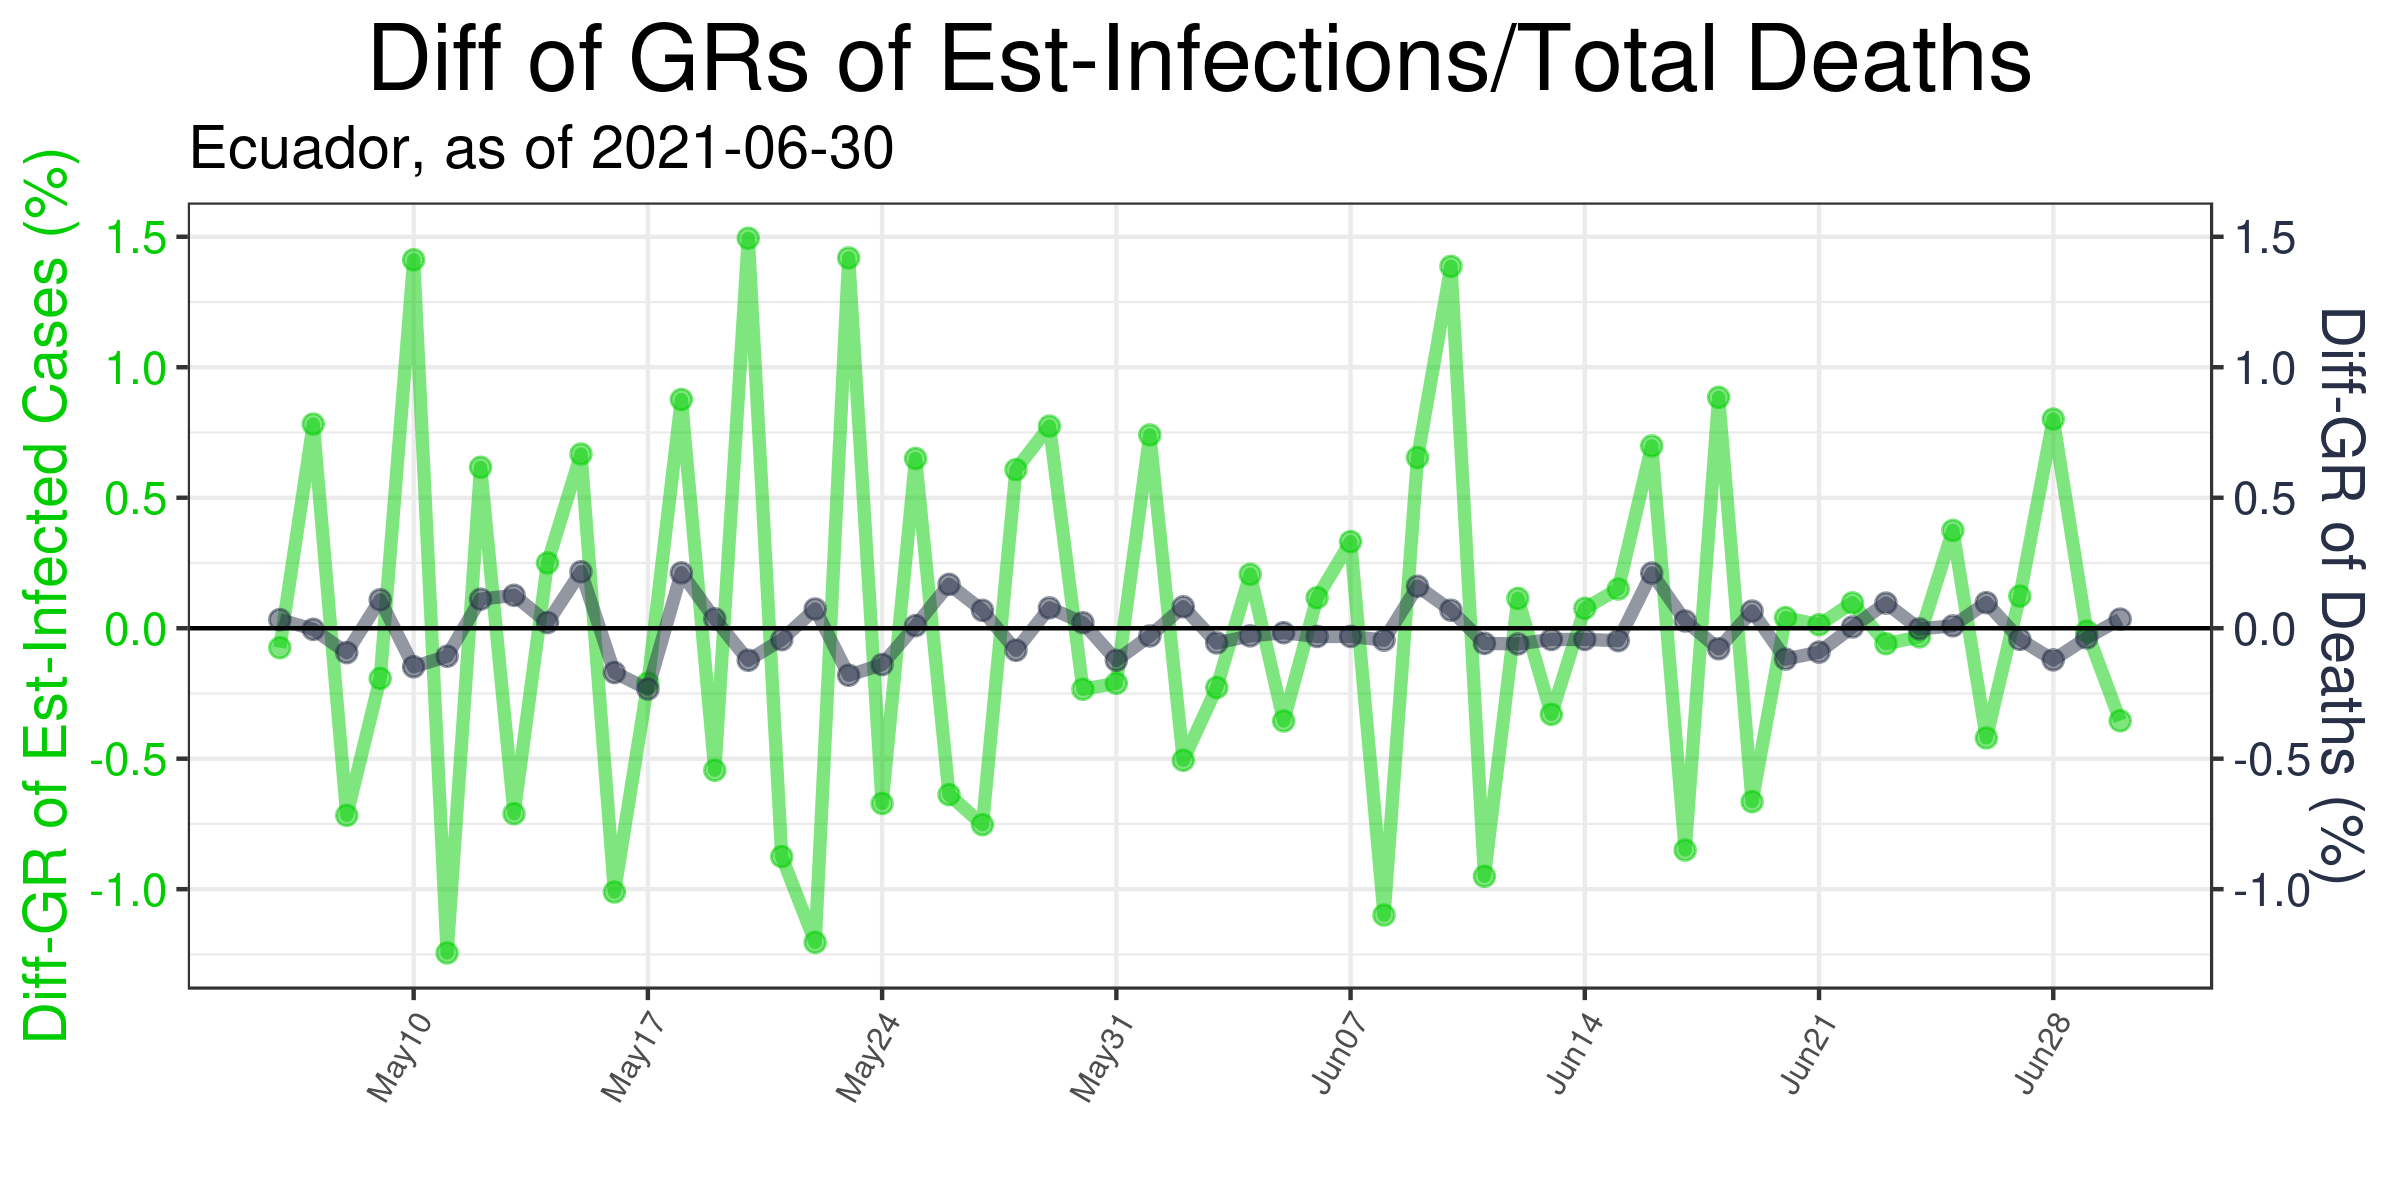 Diff of GRs of Est-Infections/Total Deaths
Ecuador, as of 2021-06-30
Diff-GR of Est-Infected Cases (%)
1.5
1.0
0.5
0.0
-0.5
-1.0
1.5
1.0
0.5
0.0
-0.5
-1.0
Diff-GR of Deaths (%)
May10
May17
May24
May31
Jun07
Jun14
Jun21
Jun28